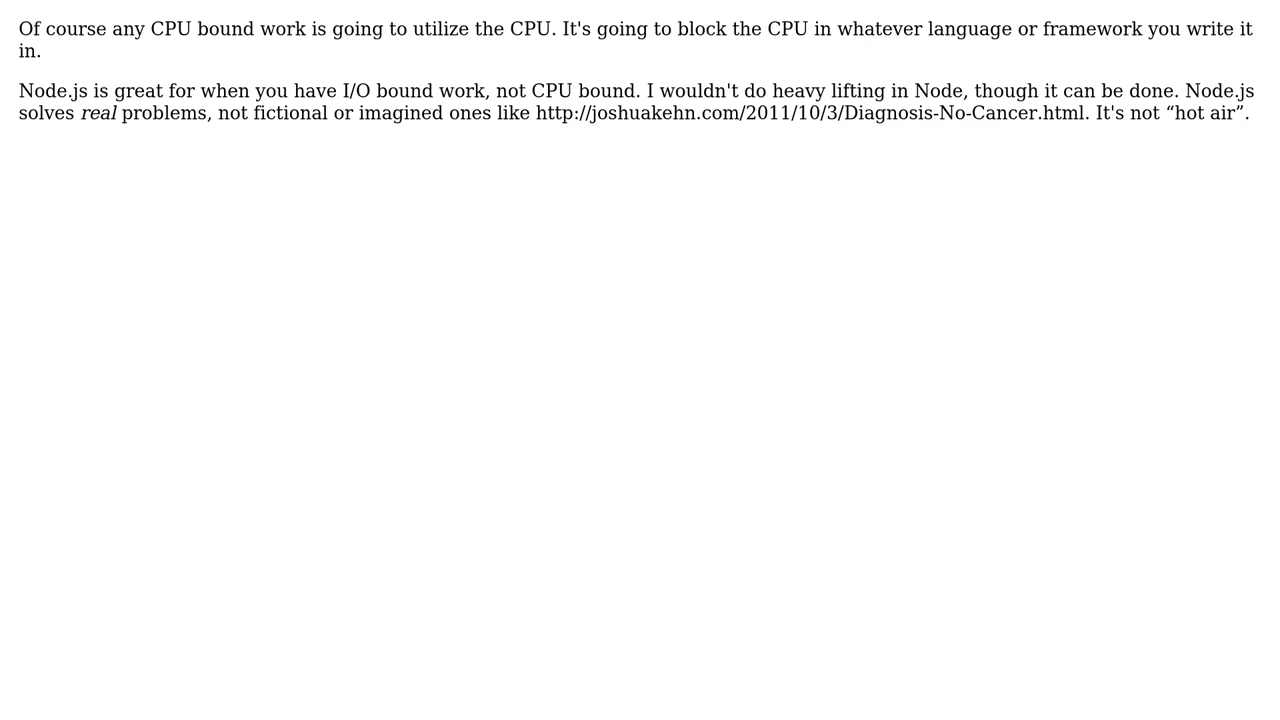 Of course any CPU bound work is going to utilize the CPU. It's going to block the CPU in whatever language or framework you write it
in.
Node.js is great for when you have I/O bound work, not CPU bound. I wouldn't do heavy lifting in Node, though it can be done. Node.js
solves real problems, not fictional or imagined ones like http://joshuakehn.com/2011/10/3/Diagnosis-No-Cancer.html. It's not “hot air”.